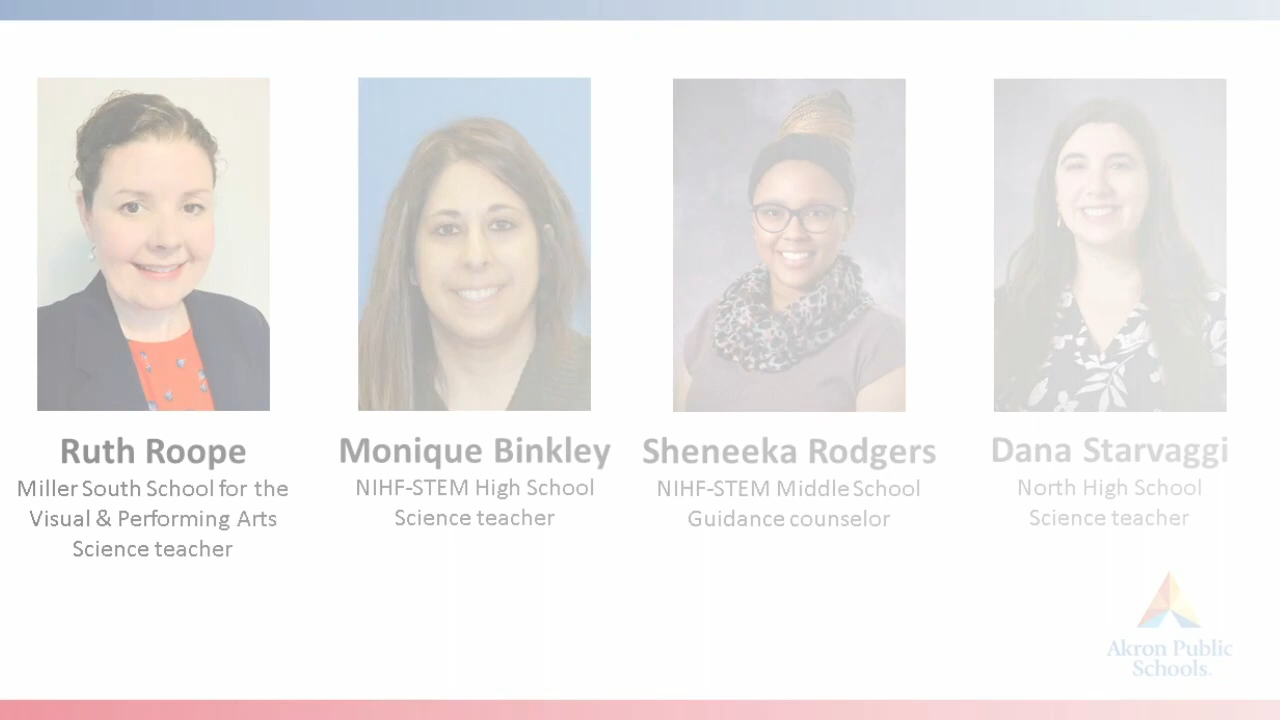 Ruth Roope
Miller South School for the
Visual & Performing Arts
Science teacher
Monique Binkley
NIHF-STEM High School
Science teacher
Sheneeka Rodgers
NIHF-STEM Middle School
Guidance counselor
Dana Starvaggi
North High School
Science teacher
Akron Public
Schools.